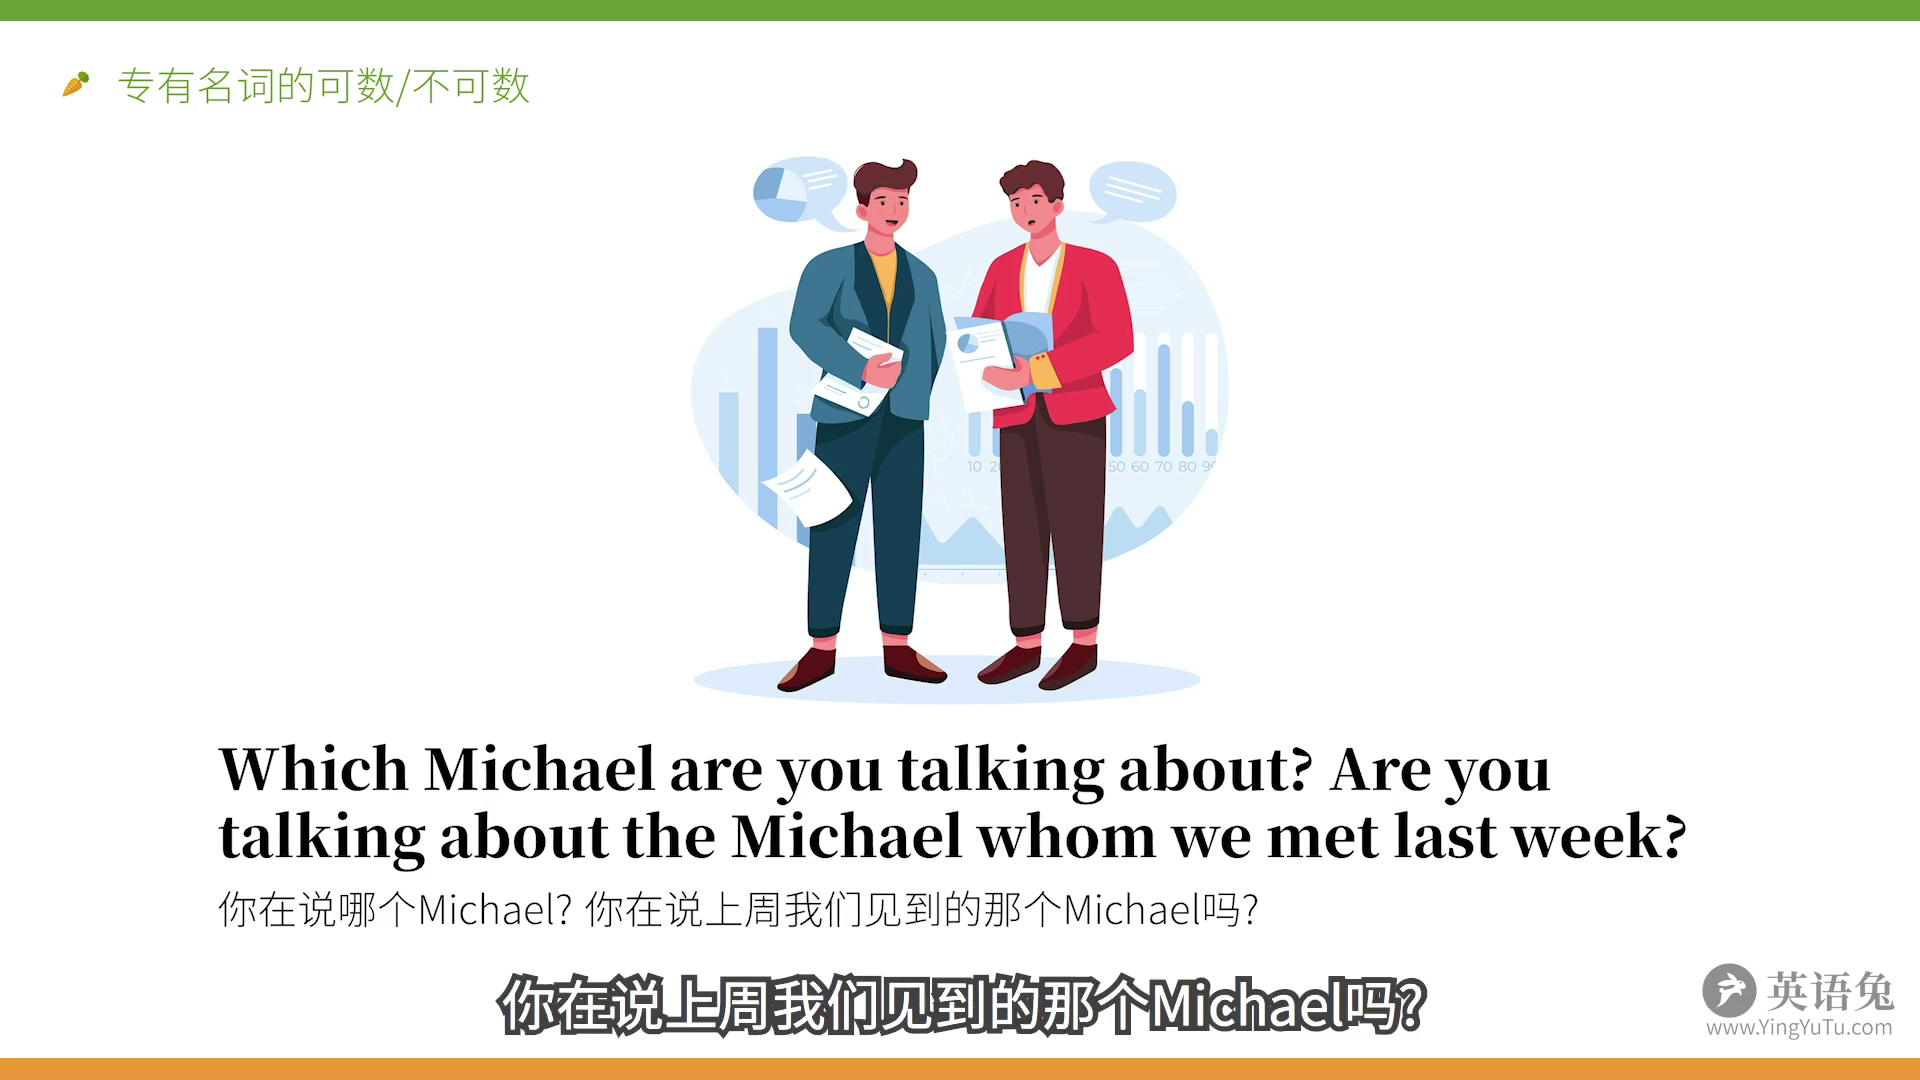 专有名词的可数/不可数
10 20
50 60 70 80 90
Which Michael are you talking about? Are you
talking about the Michael whom we met last week?
你在说哪个Michael? 你在说上周我们见到的那个Michael吗?
你在说上周我们见到的那个Michael吗?
英语兔
www.YingYuTu.com